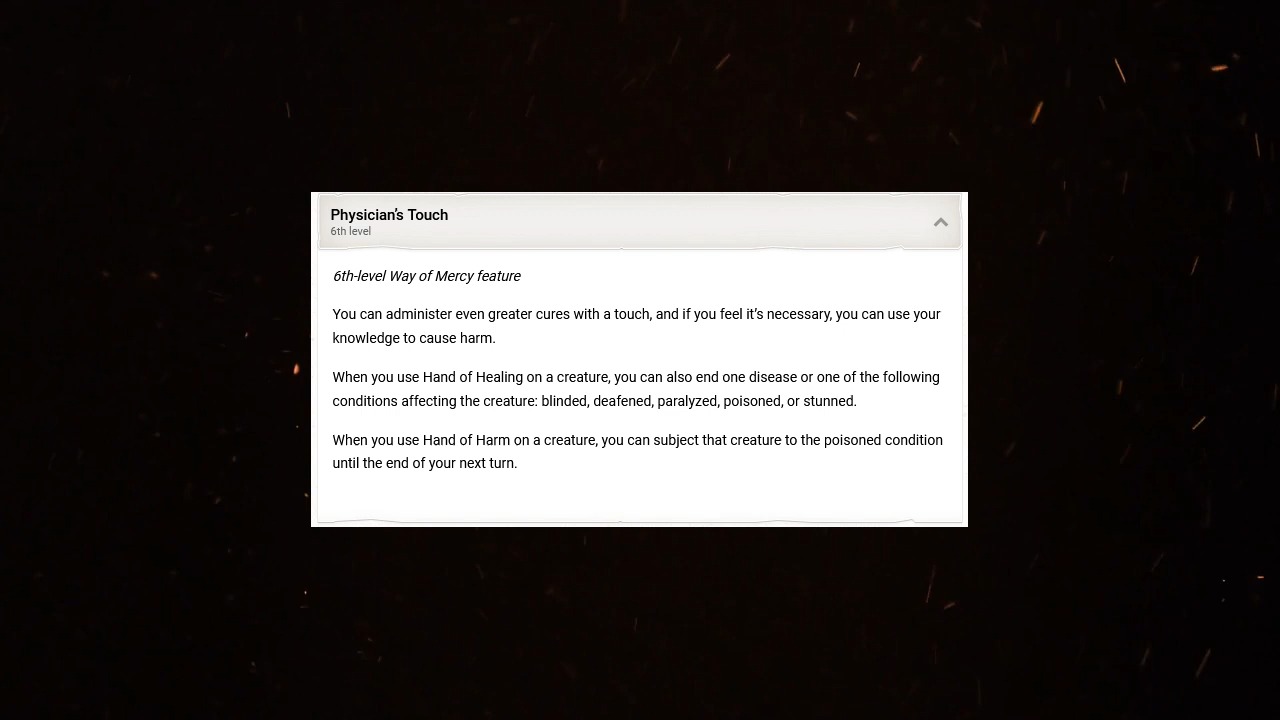 Physician’s Touch
6th level
6th-level Way of Mercy feature
You can administer even greater cures with a touch, and if you feel it’s necessary, you can use your
knowledge to cause harm.
When you use Hand of Healing on a creature, you can also end one disease or one of the following
conditions affecting the creature: blinded, deafened, paralyzed, poisoned, or stunned.
When you use Hand of Harm on a creature, you can subject that creature to the poisoned condition
until the end of your next turn.